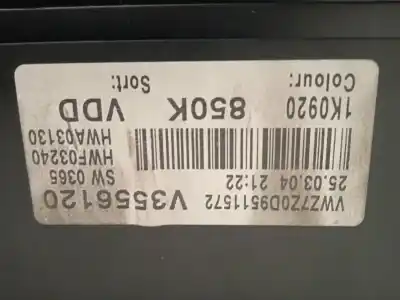 VWZ7Z0D9511572 V3556120
25.03.04 21:22 SW 0365
HWF03240
HWA03130
1K0920 850K VDD
Colour: Sort: